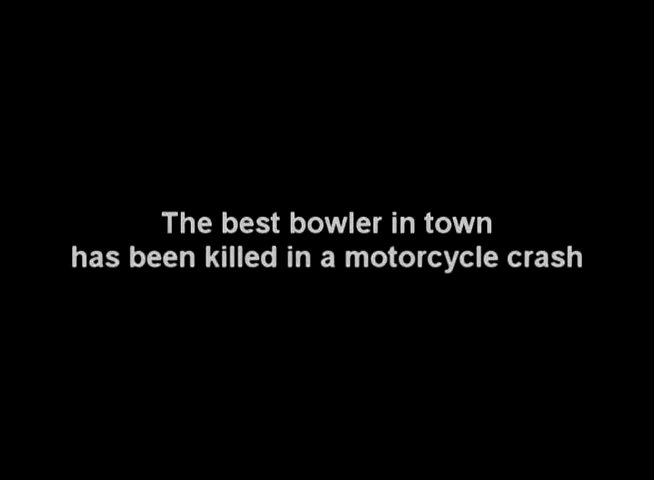 The best bowler in town
has been killed in a motorcycle crash